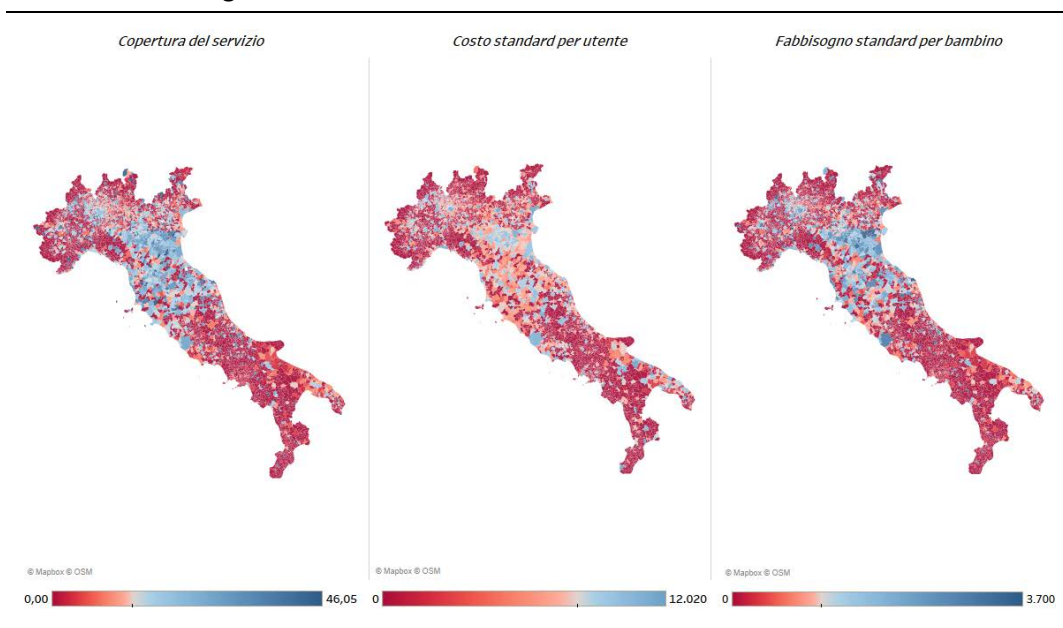 Copertura del servizio
Costo standard per utente
Fabbisogno standard per bambino
© Mapbox © OSM
© Mapbox © OSM
© Mapbox © OSM
0,00 46,05
0 12.020
0 3.700